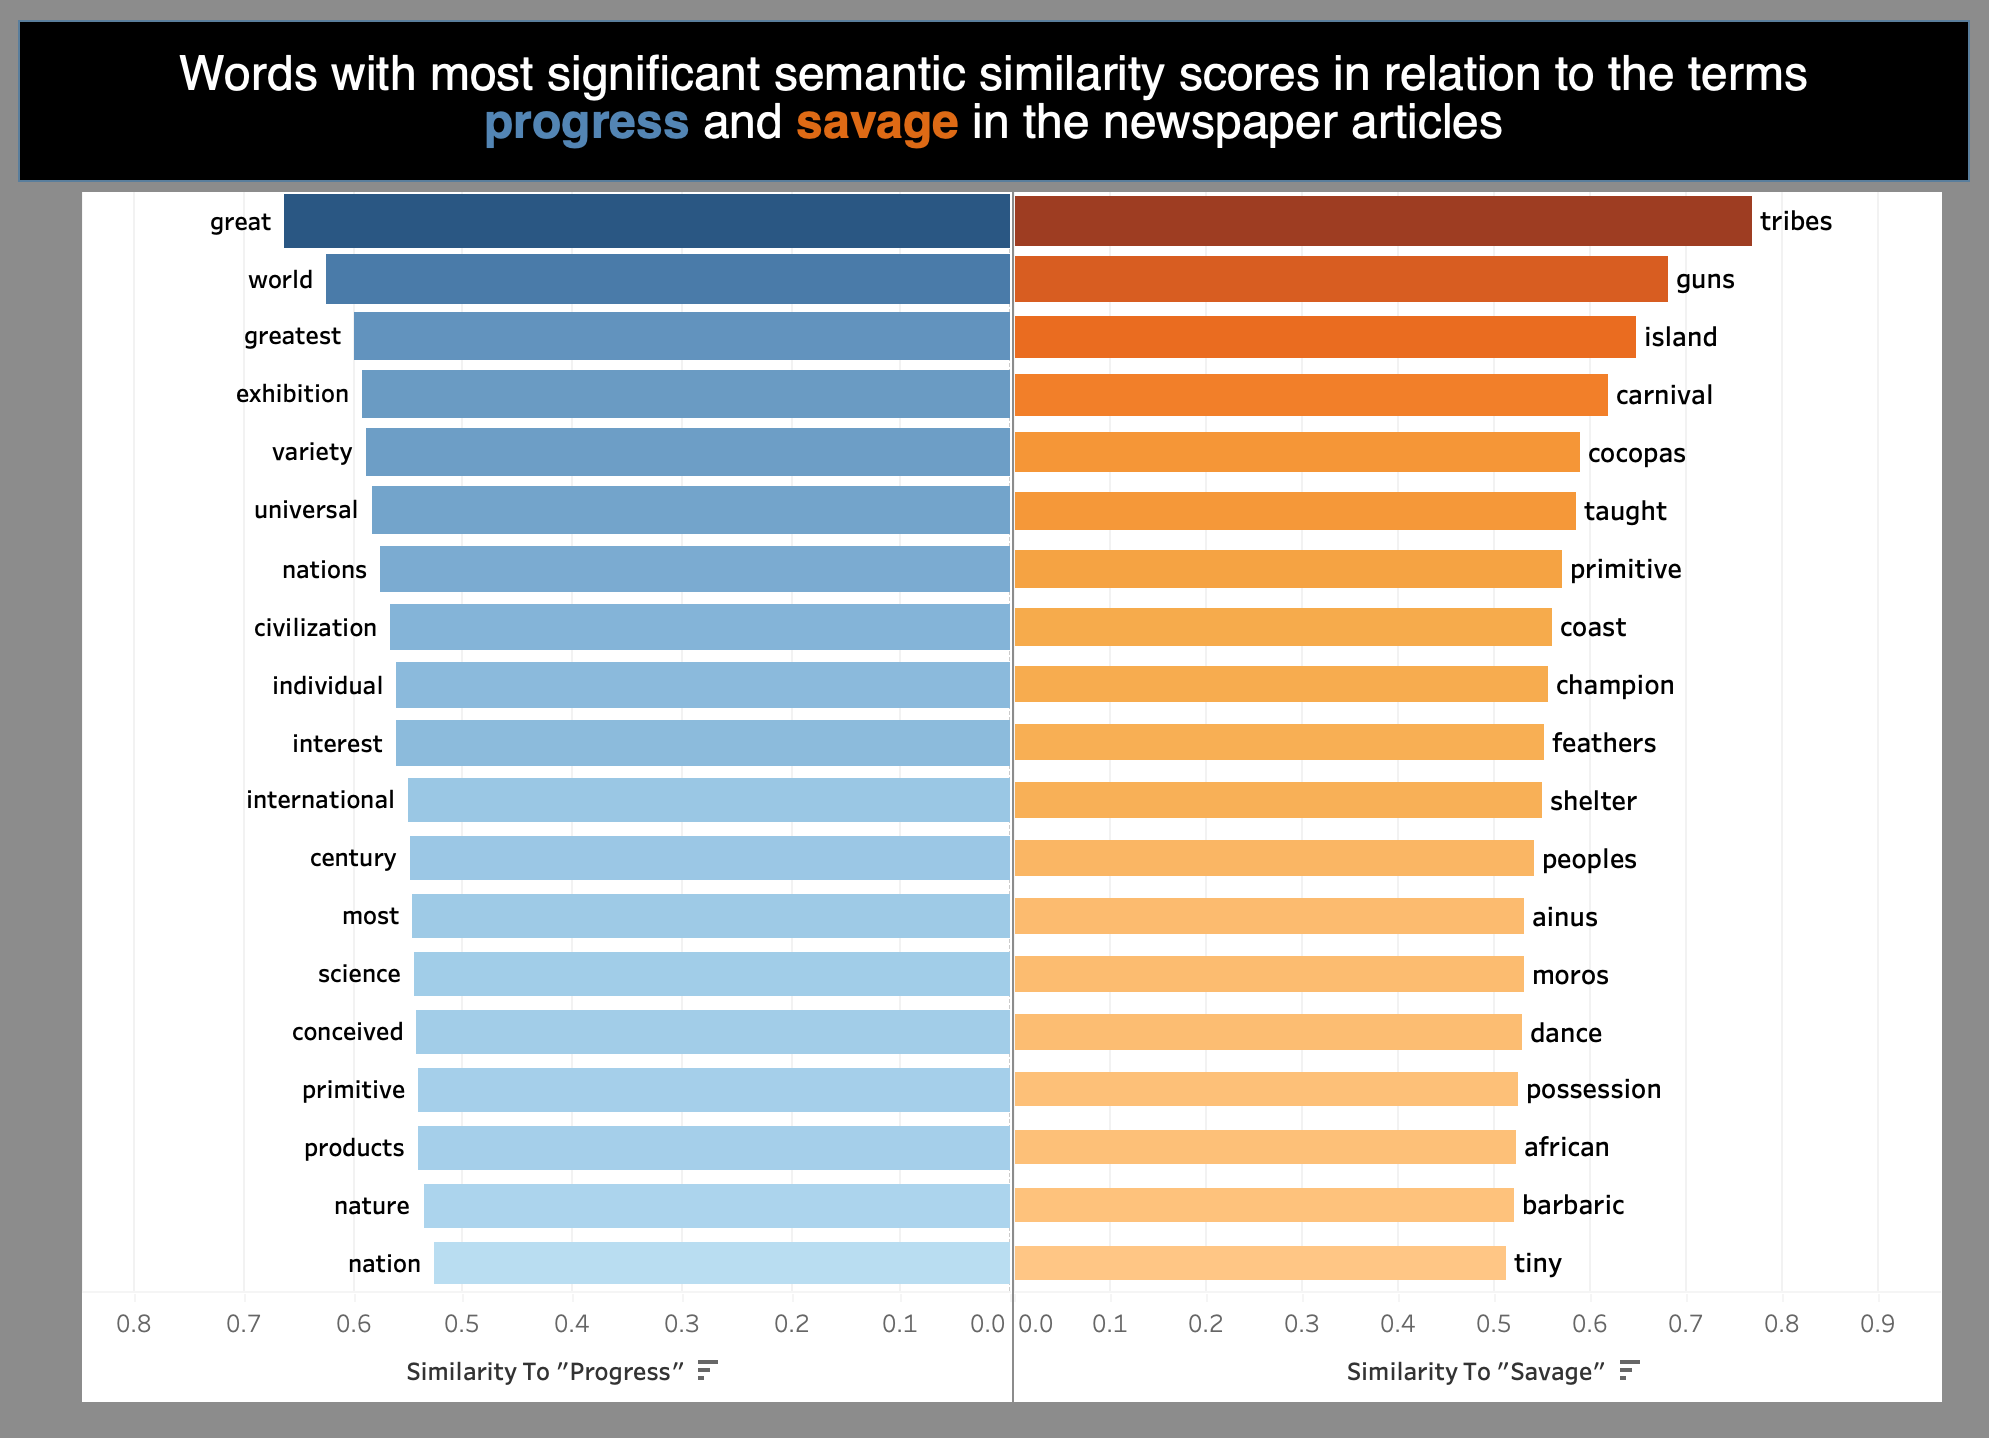 Words with most significant semantic similarity scores in relation to the terms
progress and savage in the newspaper articles
great
world
greatest
exhibition
variety
universal
nations
civilization
individual
interest
international
century
most
science
conceived
primitive
products
nature
nation
0.8 0.7 0.6 0.5 0.4 0.3 0.2 0.1 0.0
Similarity To "Progress"
tribes
guns
island
carnival
cocopas
taught
primitive
coast
champion
feathers
shelter
peoples
ainus
moros
dance
possession
african
barbaric
tiny
0.0 0.1 0.2 0.3 0.4 0.5 0.6 0.7 0.8 0.9
Similarity To "Savage"